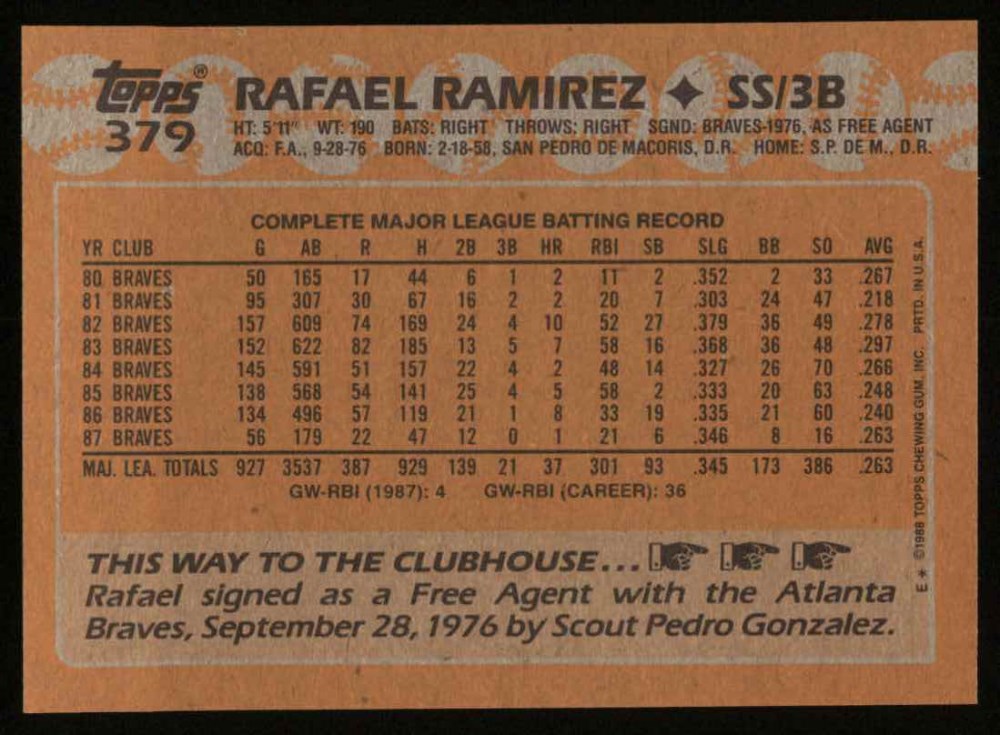 topps® RAFAEL RAMIREZ ✦ SS/3B
379 HT: 5'11" WT: 190 BATS: RIGHT THROWS: RIGHT SGND: BRAVES-1976, AS FREE AGENT
ACQ: F.A., 9-28-76 BORN: 2-18-58, SAN PEDRO DE MACORIS, D.R. HOME: S.P. DE M., D.R.
COMPLETE MAJOR LEAGUE BATTING RECORD
YR CLUB G AB R H 2B 3B HR RBI SB SLG BB SO AVG
80 BRAVES 50 165 17 44 6 1 2 11 2 .352 2 33 .267
81 BRAVES 95 307 30 67 16 2 2 20 7 .303 24 47 .218
82 BRAVES 157 609 74 169 24 4 10 52 27 .379 36 49 .278
83 BRAVES 152 622 82 185 13 5 7 58 16 .368 36 48 .297
84 BRAVES 145 591 51 157 22 4 2 48 14 .327 26 70 .266
85 BRAVES 138 568 54 141 25 4 5 58 2 .333 20 63 .248
86 BRAVES 134 496 57 119 21 1 8 33 19 .335 21 60 .240
87 BRAVES 56 179 22 47 12 0 1 21 6 .346 8 16 .263
MAJ. LEA. TOTALS 927 3537 387 929 139 21 37 301 93 .345 173 386 .263
GW-RBI (1987): 4 GW-RBI (CAREER): 36
THIS WAY TO THE CLUBHOUSE...
Rafael signed as a Free Agent with the Atlanta
Braves, September 28, 1976 by Scout Pedro Gonzalez.
E* ©1988 TOPPS CHEWING GUM, INC. PRTD. IN U.S.A.